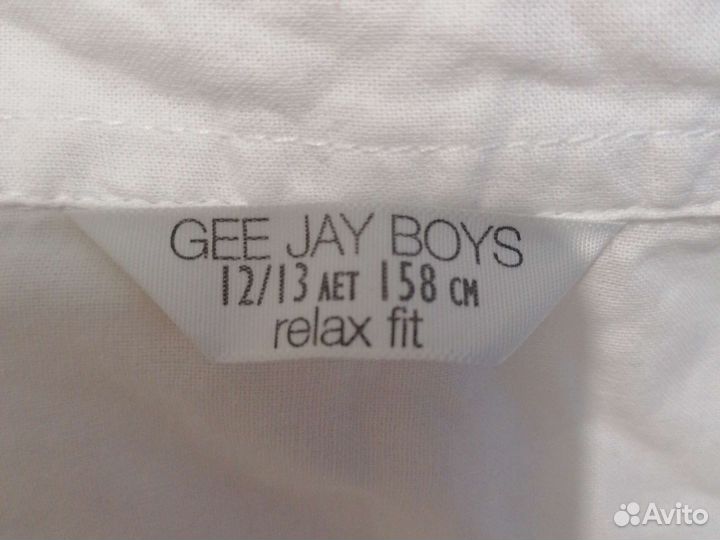 GEE JAY BOYS
12/13 ЛЕТ 158 СМ
relax fit
Avito